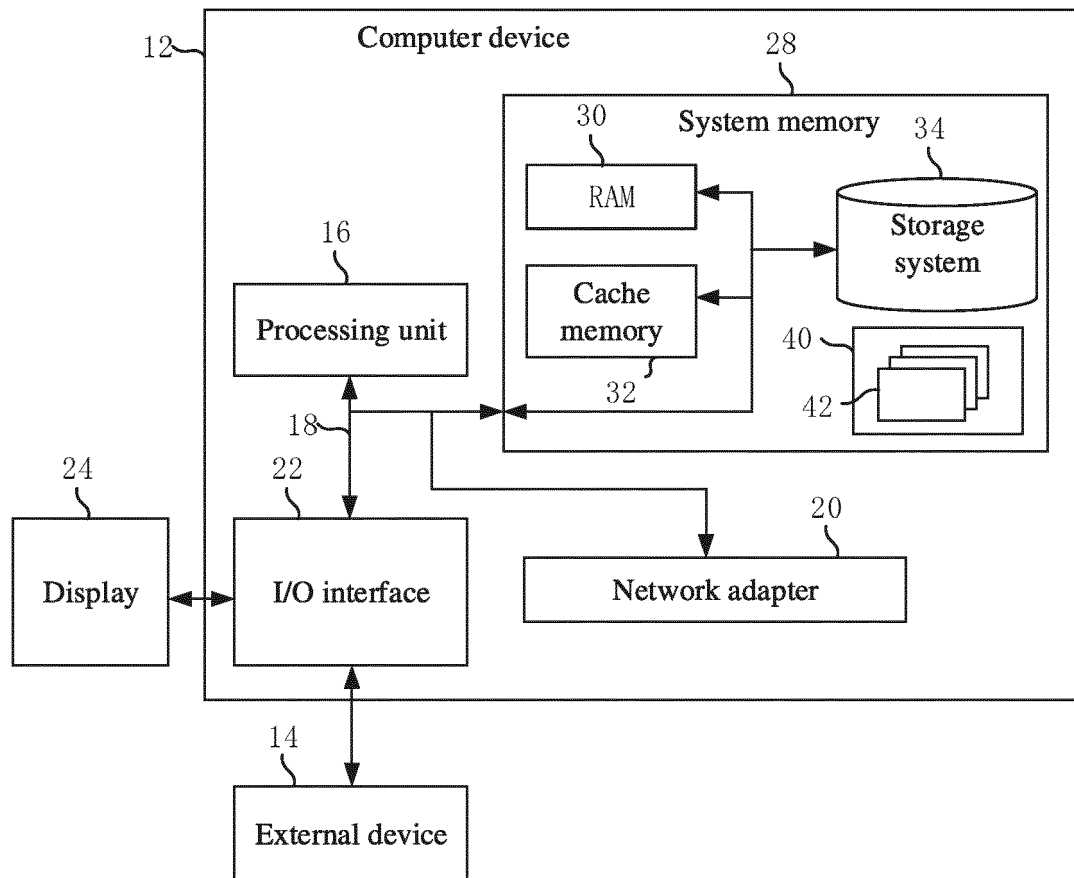 12
Computer device
28
System memory
30
34
RAM
Storage
system
16
Processing unit
Cache
memory
32
40
42
18
24
22
20
Display
I/O interface
Network adapter
14
External device